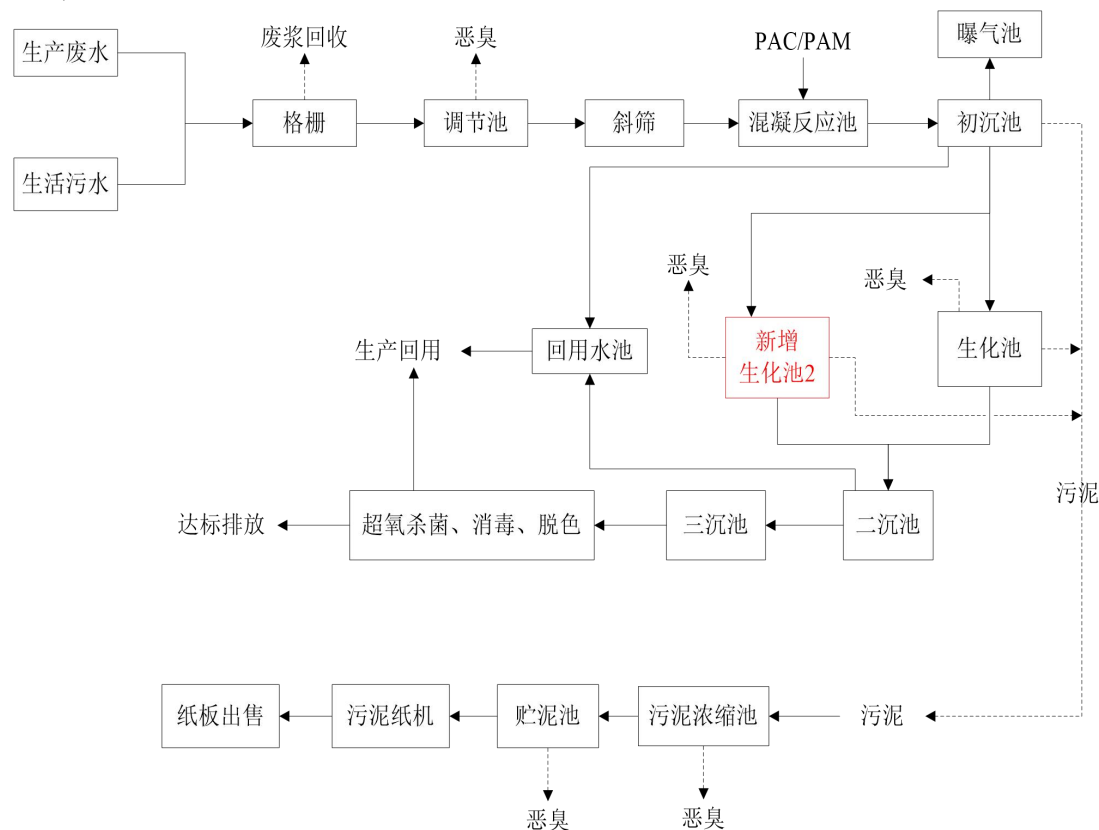 生产废水
废浆回收
恶臭
PAC/PAM
曝气池
格栅
调节池
斜筛
混凝反应池
初沉池
生活污水
恶臭
恶臭
生产回用
回用水池
新增
生化池2
生化池
污泥
达标排放
超氧杀菌、消毒、脱色
三沉池
二沉池
纸板出售
污泥纸机
贮泥池
污泥浓缩池
污泥
恶臭
恶臭